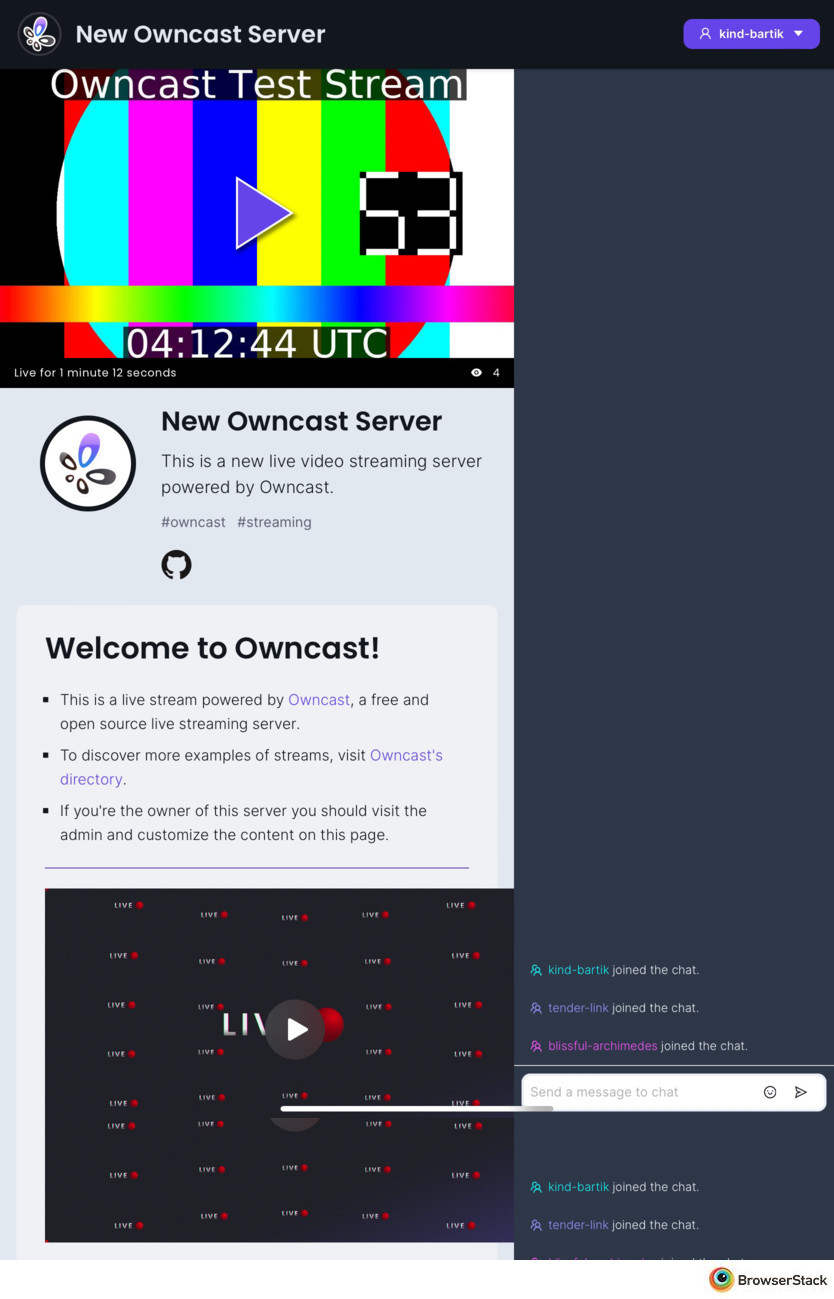 New Owncast Server
kind-bartik
Owncast Test Stream
53
04:12:44 UTC
Live for 1 minute 12 seconds
4
New Owncast Server
This is a new live video streaming server
powered by Owncast.
#owncast #streaming
Welcome to Owncast!
This is a live stream powered by Owncast, a free and
open source live streaming server.
To discover more examples of streams, visit Owncast's
directory.
If you're the owner of this server you should visit the
admin and customize the content on this page.
LIVE LIVE LIVE LIVE LIVE
LIVE LIVE LIVE LIVE LIVE
LIVE LIVE LIVE LIVE
LIVE LIVE LIVE LIVE
LIVE LIVE LIVE LIVE LIVE
LIVE LIVE LIVE LIVE LIVE
LIVE LIVE LIVE LIVE LIVE
LIVE LIVE LIVE LIVE LIVE
kind-bartik joined the chat.
tender-link joined the chat.
blissful-archimedes joined the chat.
Send a message to chat
kind-bartik joined the chat.
tender-link joined the chat.
BrowserStack